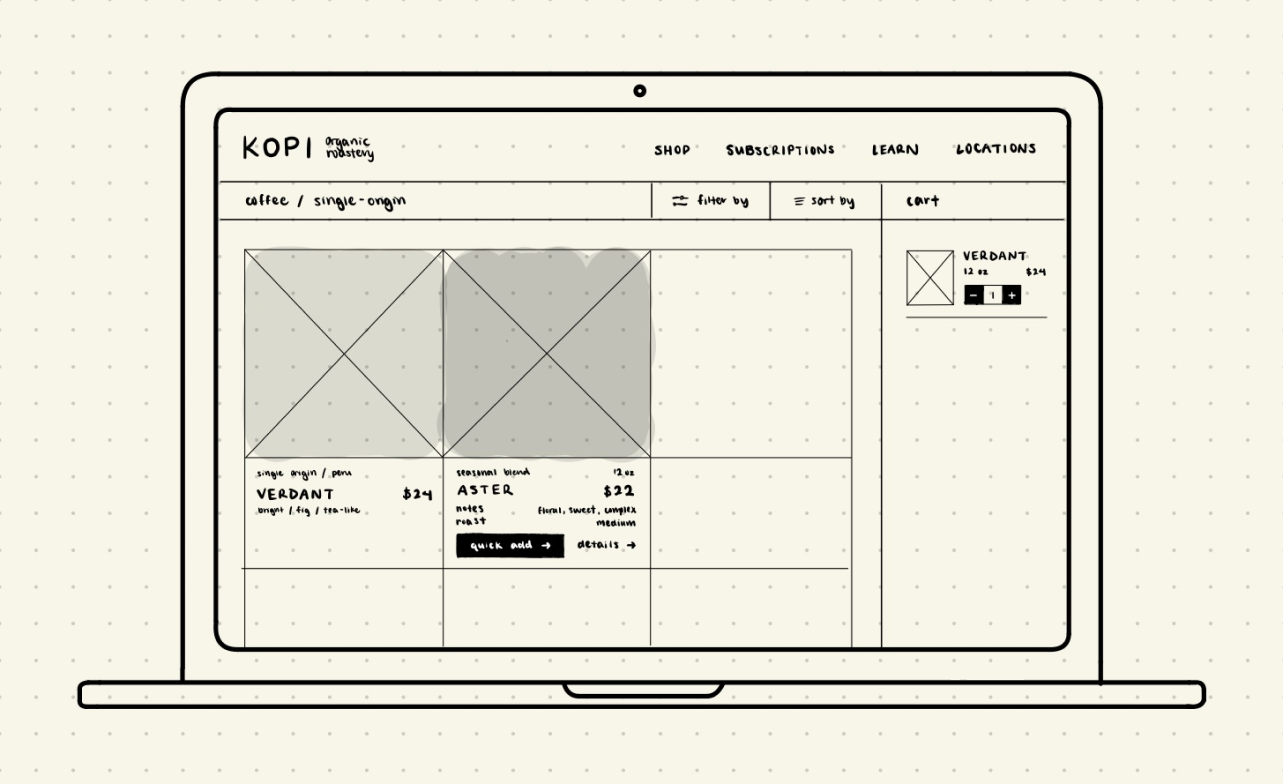 KOPI organic
roastery
SHOP SUBSCRIPTIONS LEARN LOCATIONS
coffee / single-origin
filter by
sort by
cart
single origin / peru
VERDANT $24
bright / fig / tea-like
seasonal blend 12 oz
ASTER $22
notes floral, sweet, complex
roast medium
quick add → details →
VERDANT
12 oz $24
− 1 +